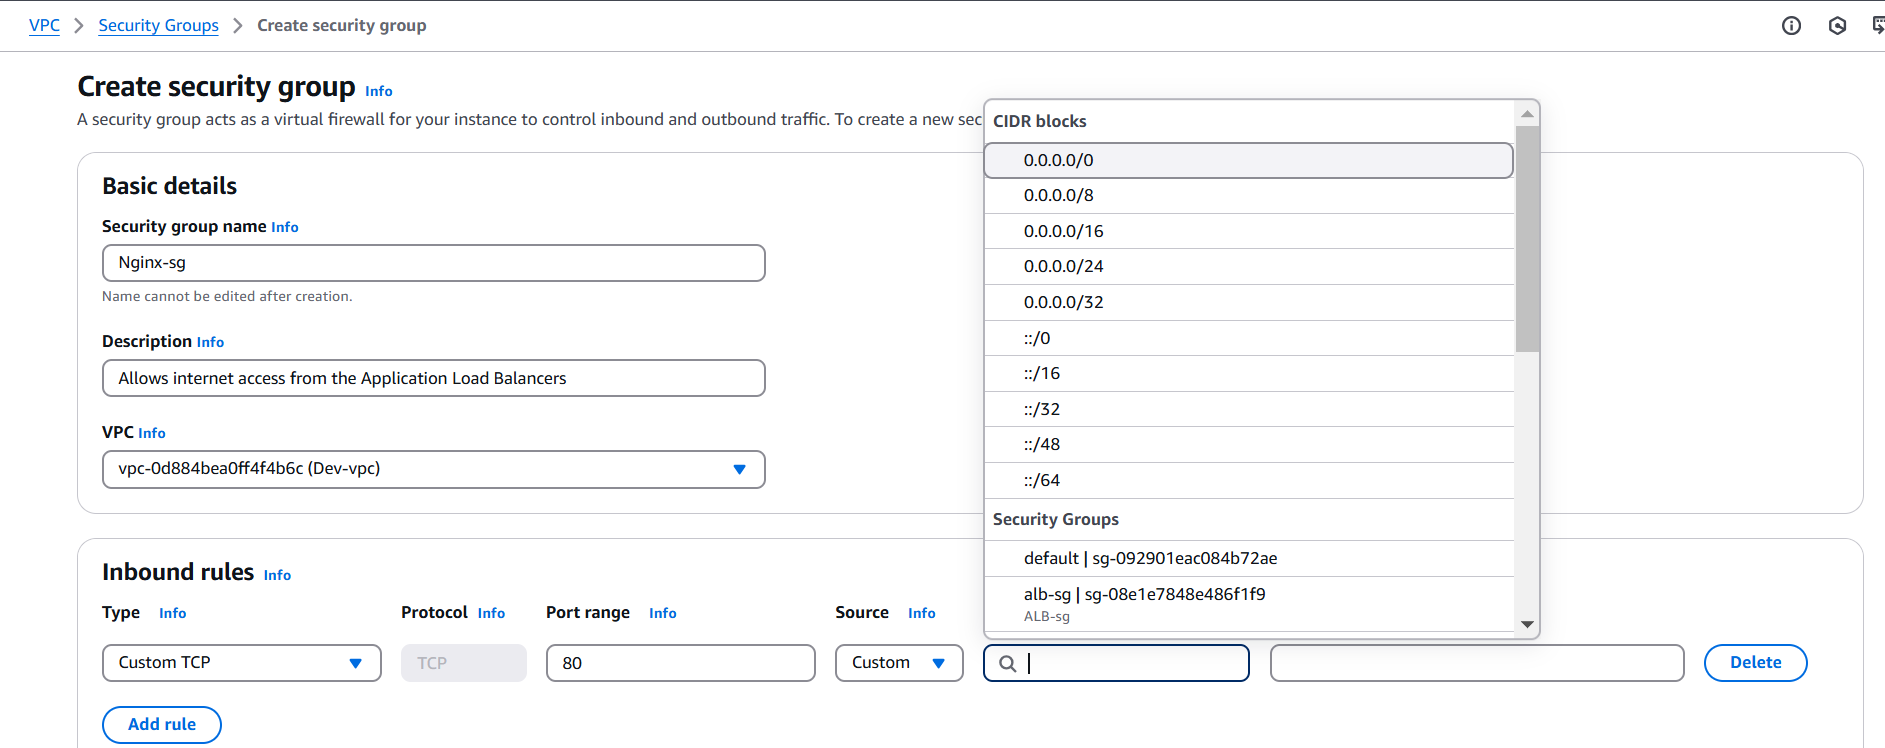 VPC > Security Groups > Create security group
Create security group Info
A security group acts as a virtual firewall for your instance to control inbound and outbound traffic. To create a new sec
Basic details
Security group name Info
Nginx-sg
Name cannot be edited after creation.
Description Info
Allows internet access from the Application Load Balancers
VPC Info
vpc-0d884bea0ff4f4b6c (Dev-vpc)
CIDR blocks
0.0.0.0/0
0.0.0.0/8
0.0.0.0/16
0.0.0.0/24
0.0.0.0/32
::/0
::/16
::/32
::/48
::/64
Security Groups
default | sg-092901eac084b72ae
alb-sg | sg-08e1e7848e486f1f9
ALB-sg
Inbound rules Info
Type Info Protocol Info Port range Info Source Info
Custom TCP TCP 80 Custom Delete
Add rule